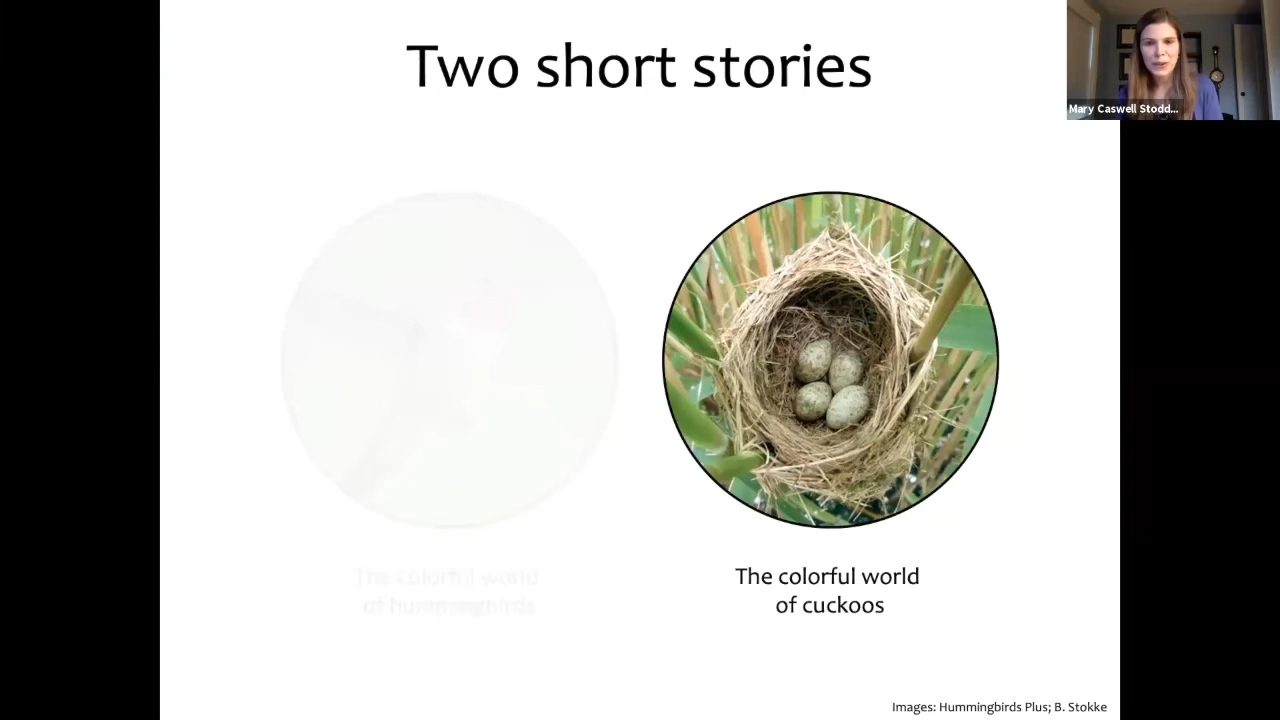 Two short stories
Mary Caswell Stodd...
The colorful world
of hummingbirds
The colorful world
of cuckoos
Images: Hummingbirds Plus; B. Stokke